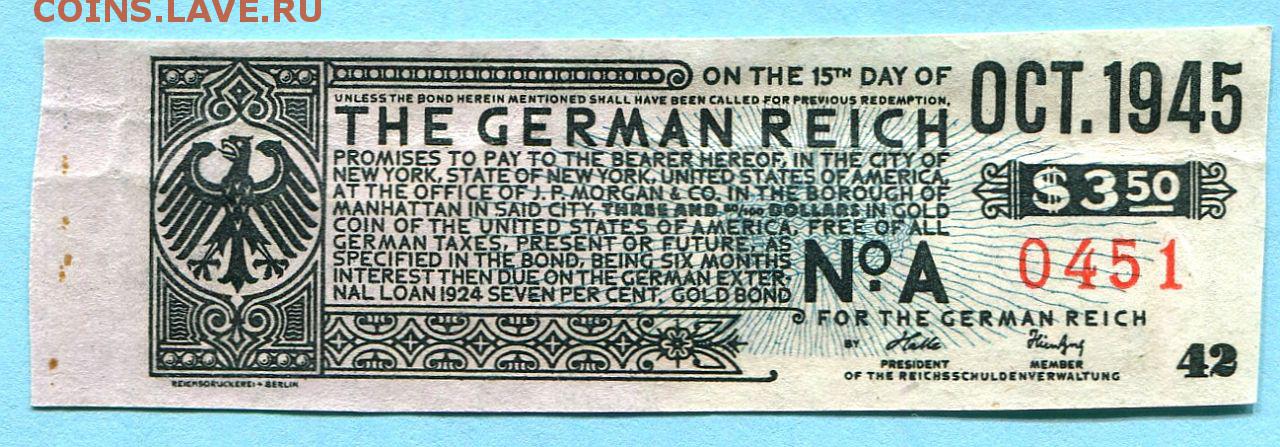 COINS.LAVE.RU
ON THE 15TH DAY OF OCT. 1945
UNLESS THE BOND HEREIN MENTIONED SHALL HAVE BEEN CALLED FOR PREVIOUS REDEMPTION,
THE GERMAN REICH
PROMISES TO PAY TO THE BEARER HEREOF, IN THE CITY OF
NEW YORK, STATE OF NEW YORK, UNITED STATES OF AMERICA,
AT THE OFFICE OF J. P. MORGAN & CO. IN THE BOROUGH OF
MANHATTAN IN SAID CITY, THREE AND 50/100 DOLLARS IN GOLD
COIN OF THE UNITED STATES OF AMERICA, FREE OF ALL
GERMAN TAXES, PRESENT OR FUTURE, AS
SPECIFIED IN THE BOND, BEING SIX MONTHS
INTEREST THEN DUE ON THE GERMAN EXTER-
NAL LOAN 1924 SEVEN PER CENT. GOLD BOND
$ 3 50
No. A 0451
FOR THE GERMAN REICH
BY
PRESIDENT MEMBER
OF THE REICHSSCHULDENVERWALTUNG
42
REICHSDRUCKEREI • BERLIN